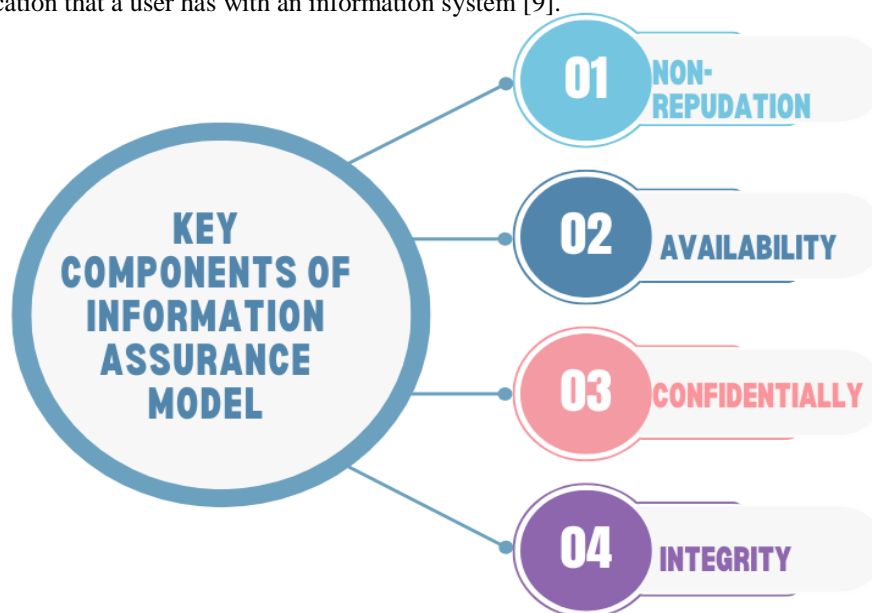 cation that a user has with an information system [9].
KEY
COMPONENTS OF
INFORMATION
ASSURANCE
MODEL
01
NON-
REPUDATION
02
AVAILABILITY
03
CONFIDENTIALLY
04
INTEGRITY